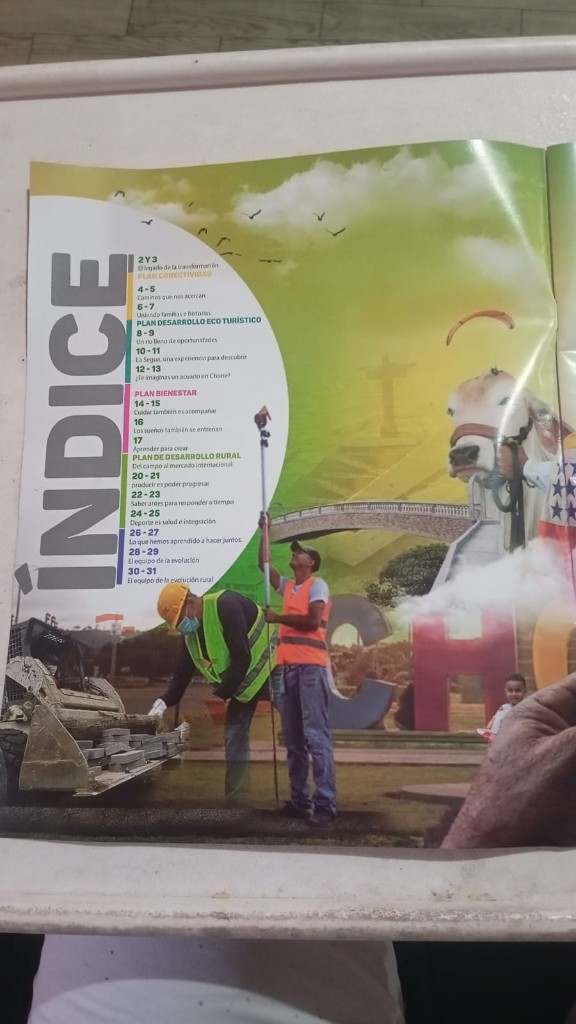 ÍNDICE
2 Y 3
El legado de la transformación
PLAN CONECTIVIDAD
4 - 5
Caminos que nos acercan
6 - 7
Uniendo familias e historias
PLAN DESARROLLO ECO TURÍSTICO
8 - 9
Un río lleno de oportunidades
10 - 11
La Segua, una experiencia para descubrir
12 - 13
¿Te imaginas un acuario en Chone?
PLAN BIENESTAR
14 - 15
Cuidar también es acompañar
16
Los sueños también se entrenan
17
Aprender para crear
PLAN DE DESARROLLO RURAL
Del campo al mercado internacional
20 - 21
producir es poder progresar
22 - 23
Saber antes para responder a tiempo
24 - 25
Deporte es salud e integración
26 - 27
Lo que hemos aprendido a hacer juntos.
28 - 29
El equipo de la evolución
30 - 31
El equipo de la evolución rural
CH